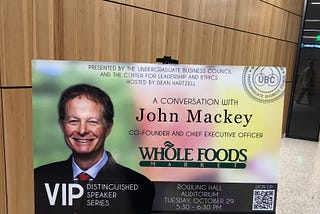 PRESENTED BY THE UNDERGRADUATE BUSINESS COUNCIL
AND THE CENTER FOR LEADERSHIP AND ETHICS
HOSTED BY DEAN HARTZELL
UBC
A CONVERSATION WITH
John Mackey
CO-FOUNDER AND CHIEF EXECUTIVE OFFICER
WHOLE FOODS
MARKET
VIP DISTINGUISHED
SPEAKER
SERIES
ROWLING HALL
AUDITORIUM
TUESDAY, OCTOBER 29
5:30 - 6:30 PM